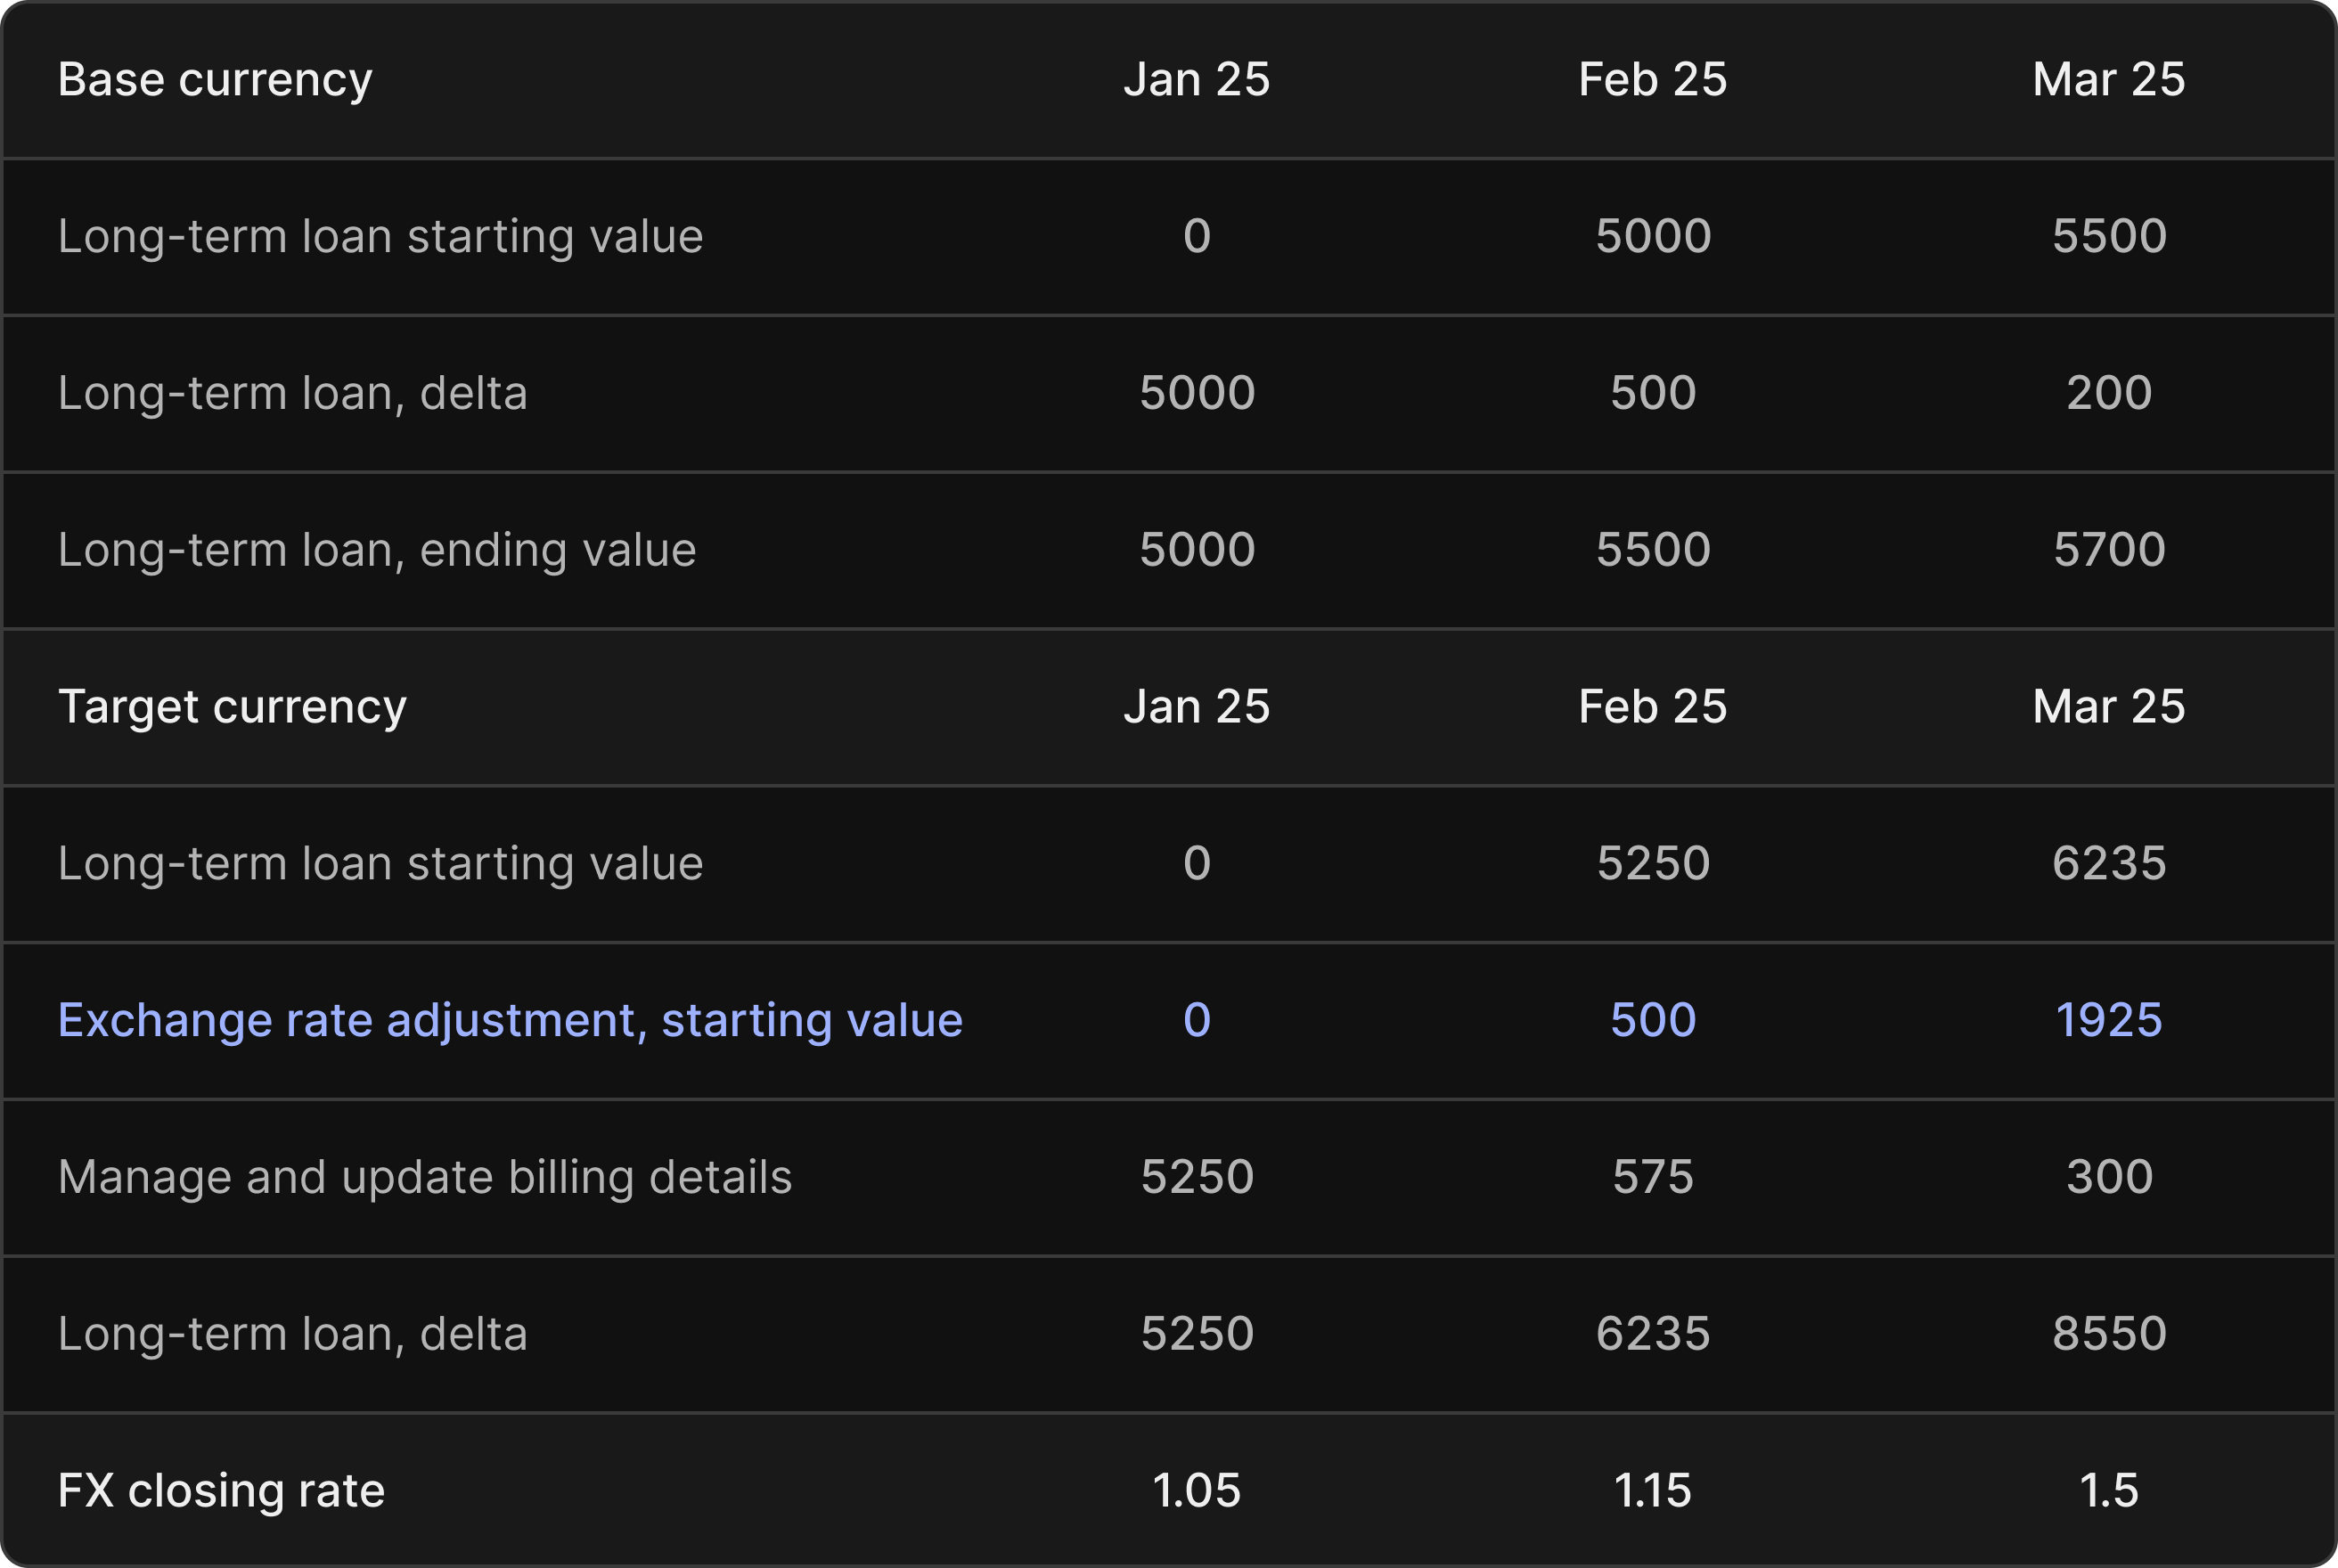 Base currency Jan 25 Feb 25 Mar 25
Long-term loan starting value 0 5000 5500
Long-term loan, delta 5000 500 200
Long-term loan, ending value 5000 5500 5700
Target currency Jan 25 Feb 25 Mar 25
Long-term loan starting value 0 5250 6235
Exchange rate adjustment, starting value 0 500 1925
Manage and update billing details 5250 575 300
Long-term loan, delta 5250 6235 8550
FX closing rate 1.05 1.15 1.5